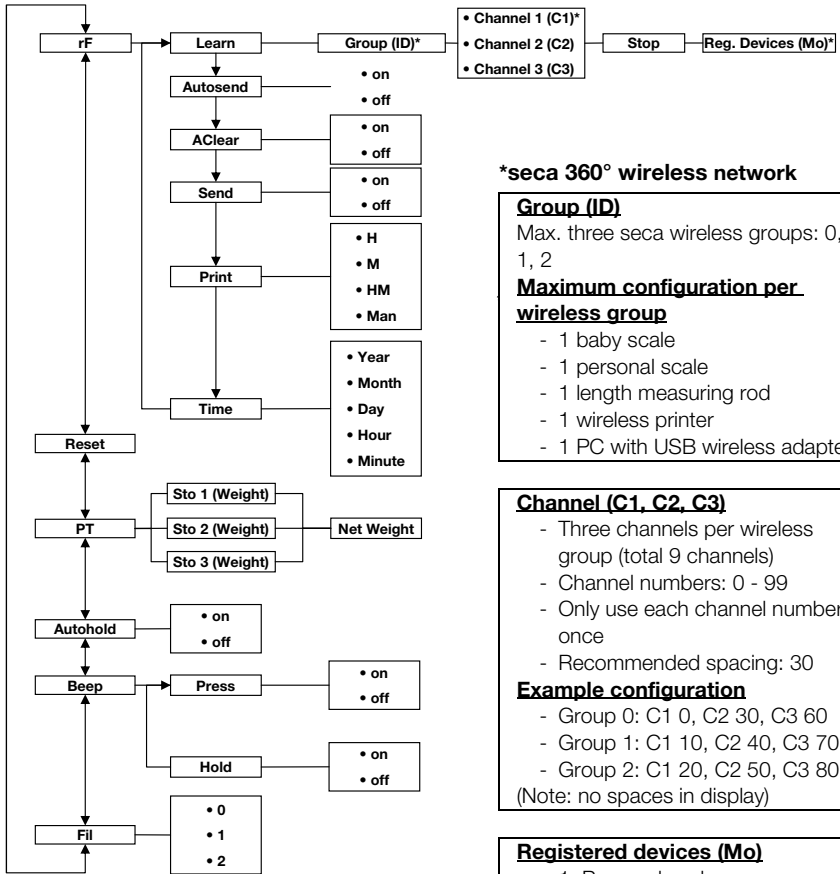 rF
Learn
Group (ID)*
• Channel 1 (C1)*
• Channel 2 (C2)
• Channel 3 (C3)
Stop
Reg. Devices (Mo)*
Autosend
• on
• off
AClear
• on
• off
Send
• on
• off
Print
• H
• M
• HM
• Man
Time
• Year
• Month
• Day
• Hour
• Minute
Reset
PT
Sto 1 (Weight)
Sto 2 (Weight)
Sto 3 (Weight)
Net Weight
Autohold
• on
• off
Beep
Press
• on
• off
Hold
• on
• off
Fil
• 0
• 1
• 2
*seca 360° wireless network
Group (ID)
Max. three seca wireless groups: 0,
1, 2
Maximum configuration per
wireless group
- 1 baby scale
- 1 personal scale
- 1 length measuring rod
- 1 wireless printer
- 1 PC with USB wireless adapte
Channel (C1, C2, C3)
- Three channels per wireless
group (total 9 channels)
- Channel numbers: 0 - 99
- Only use each channel number
once
- Recommended spacing: 30
Example configuration
- Group 0: C1 0, C2 30, C3 60
- Group 1: C1 10, C2 40, C3 70
- Group 2: C1 20, C2 50, C3 80
(Note: no spaces in display)
Registered devices (Mo)